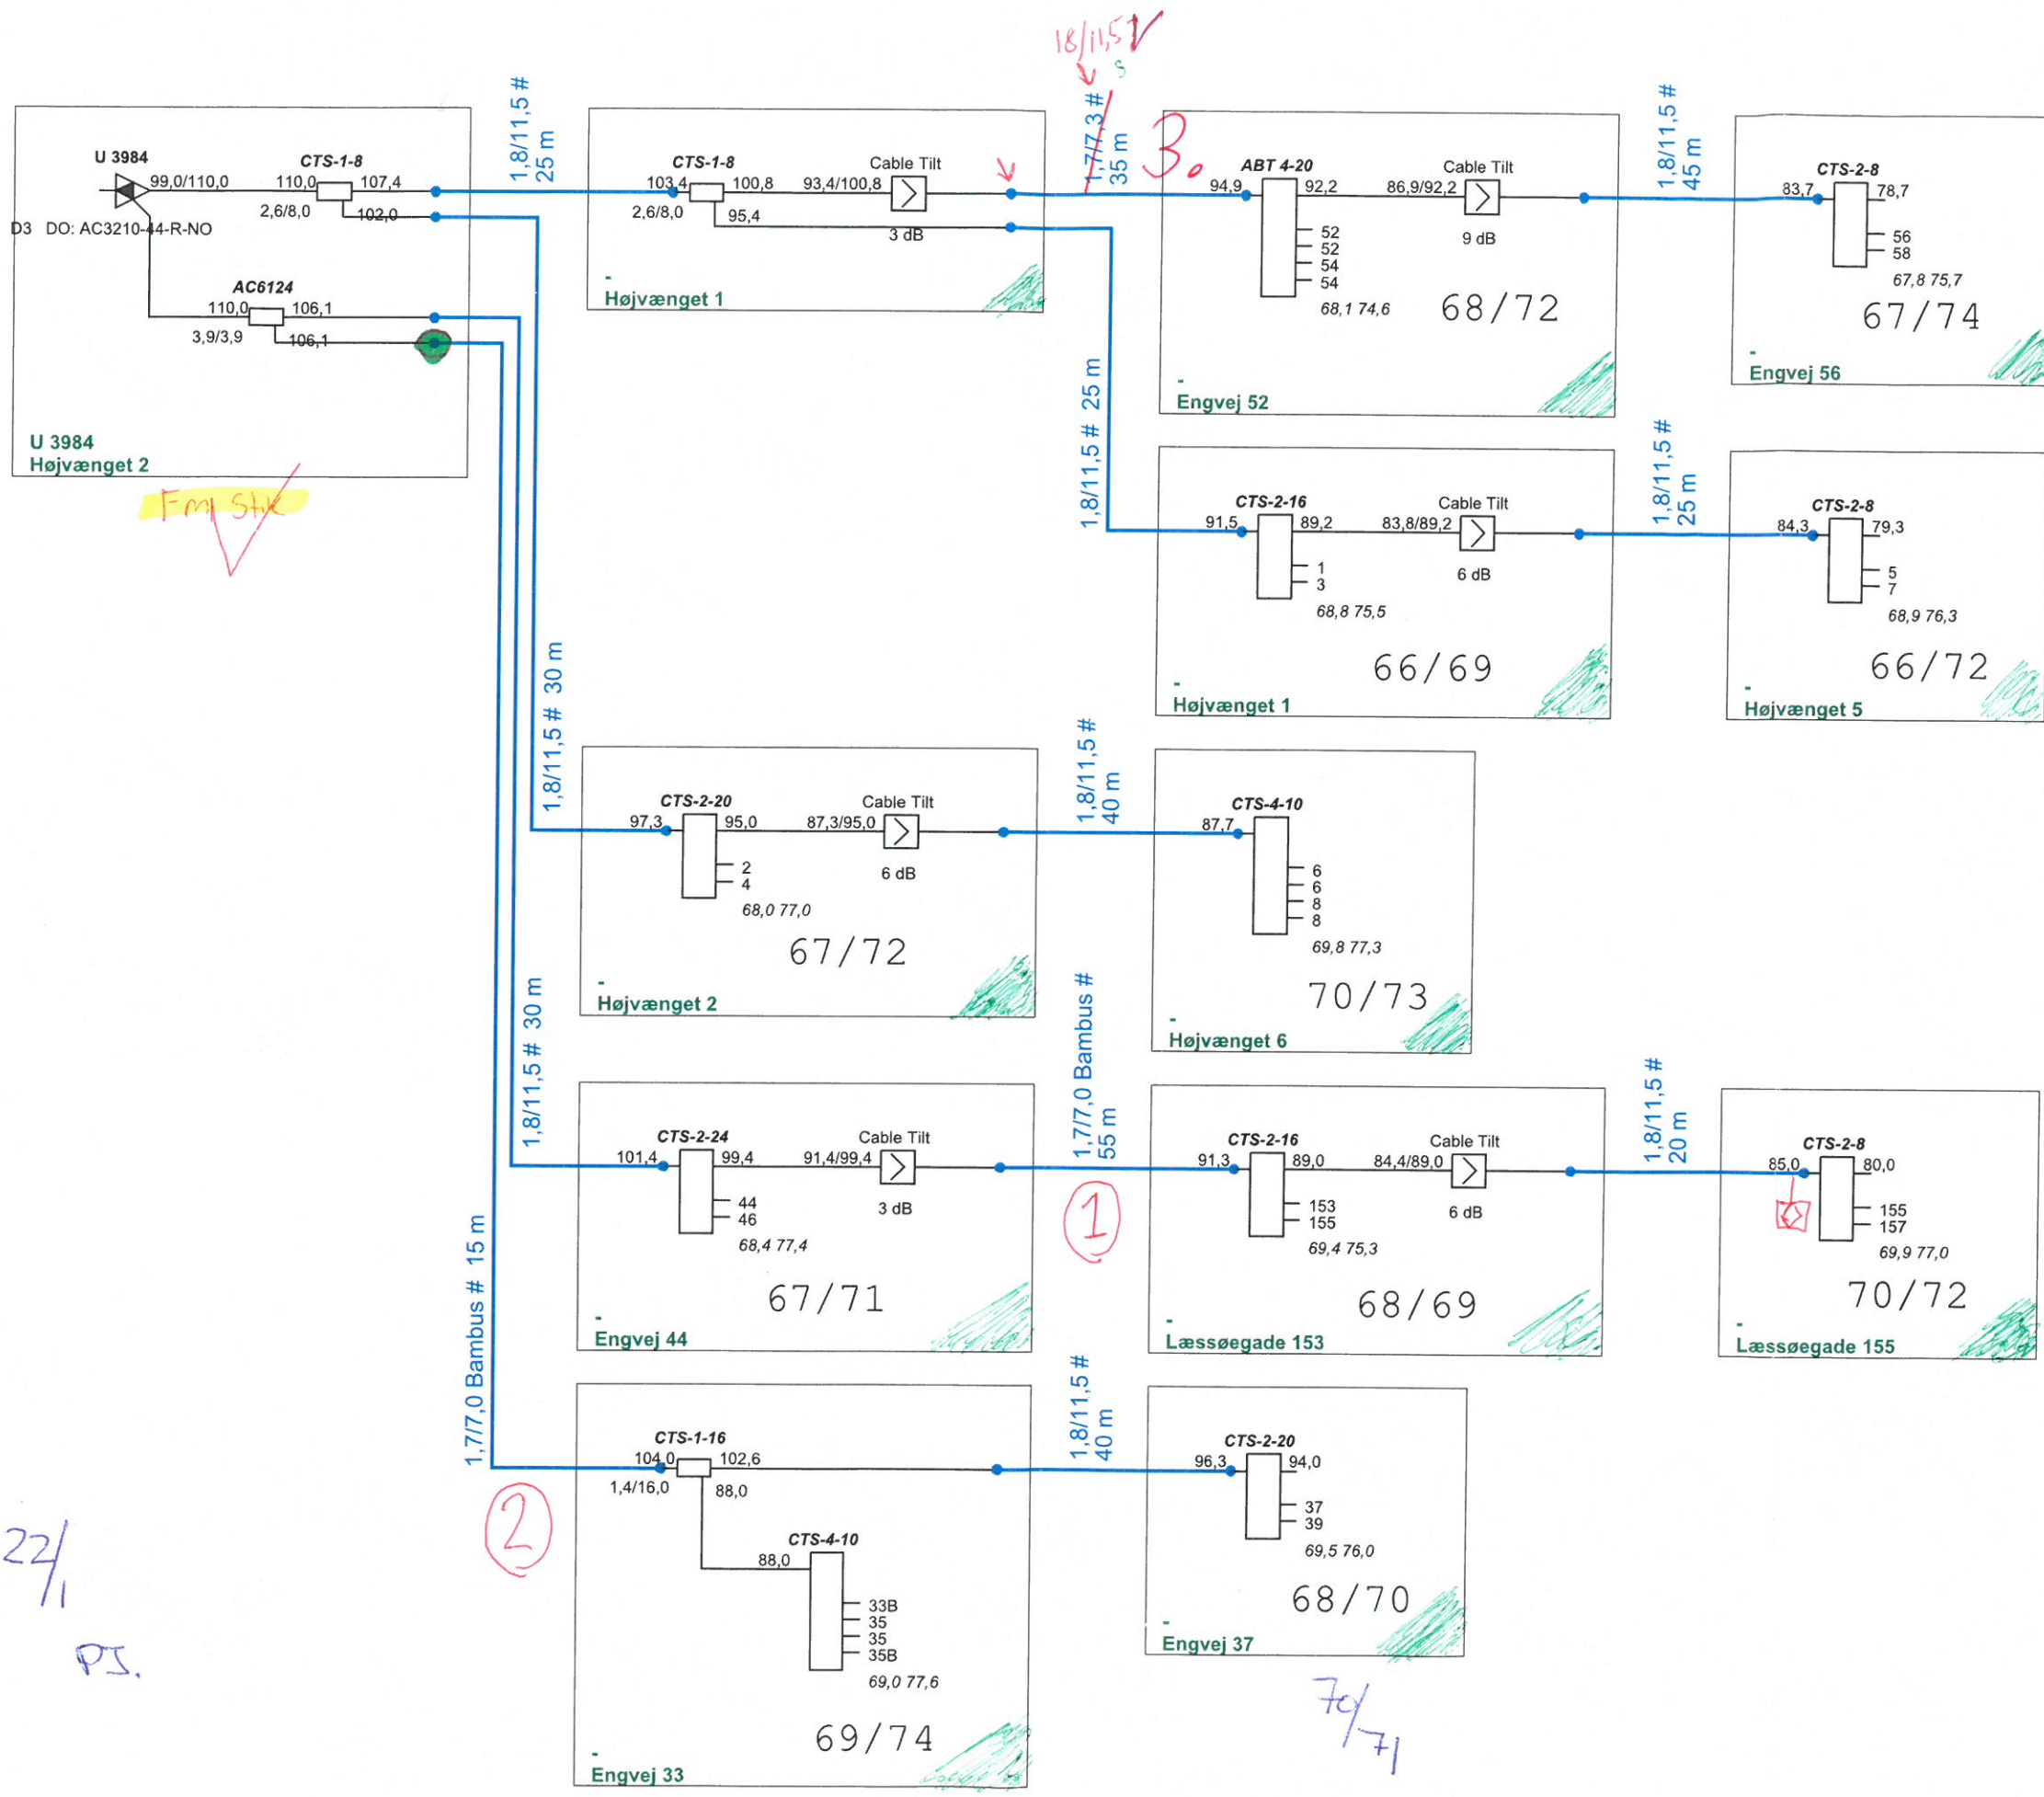 18/11,5 V
s
1,8/11,5 #
25 m
1,7/7,3 #
35 m
3.
1,8/11,5 #
45 m
U 3984
99,0/110,0
D3 DO: AC3210-44-R-NO
CTS-1-8
110,0
107,4
2,6/8,0
102,0
AC6124
110,0
106,1
3,9/3,9
106,1
U 3984
Højvænget 2
CTS-1-8
103,4
100,8
2,6/8,0
95,4
Cable Tilt
93,4/100,8
3 dB
-
Højvænget 1
ABT 4-20
94,9
92,2
52
52
54
54
68,1 74,6
Cable Tilt
86,9/92,2
9 dB
68/72
-
Engvej 52
CTS-2-8
83,7
78,7
56
58
67,8 75,7
67/74
-
Engvej 56
1,8/11,5 # 25 m
CTS-2-16
91,5
89,2
1
3
68,8 75,5
Cable Tilt
83,8/89,2
6 dB
66/69
-
Højvænget 1
1,8/11,5 #
25 m
CTS-2-8
84,3
79,3
5
7
68,9 76,3
66/72
-
Højvænget 5
1,8/11,5 # 30 m
CTS-2-20
97,3
95,0
2
4
68,0 77,0
Cable Tilt
87,3/95,0
6 dB
67/72
-
Højvænget 2
1,8/11,5 #
40 m
CTS-4-10
87,7
6
6
8
8
69,8 77,3
70/73
-
Højvænget 6
1,8/11,5 # 30 m
CTS-2-24
101,4
99,4
44
46
68,4 77,4
Cable Tilt
91,4/99,4
3 dB
67/71
-
Engvej 44
1,7/7,0 Bambus #
55 m
1
CTS-2-16
91,3
89,0
153
155
69,4 75,3
Cable Tilt
84,4/89,0
6 dB
68/69
-
Læssøegade 153
1,8/11,5 #
20 m
CTS-2-8
85,0
80,0
155
157
69,9 77,0
70/72
-
Læssøegade 155
1,7/7,0 Bambus # 15 m
2
CTS-1-16
104,0
102,6
1,4/16,0
88,0
CTS-4-10
88,0
33B
35
35
35B
69,0 77,6
69/74
-
Engvej 33
1,8/11,5 #
40 m
CTS-2-20
96,3
94,0
37
39
69,5 76,0
68/70
-
Engvej 37
70/71
22/1
PJ.